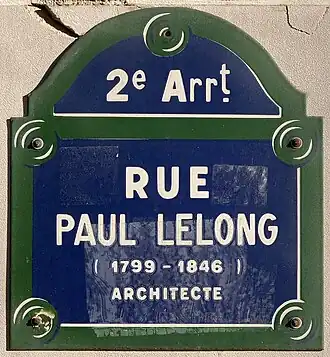 2e Arrt.
RUE
PAUL LELONG
( 1799 - 1846 )
ARCHITECTE